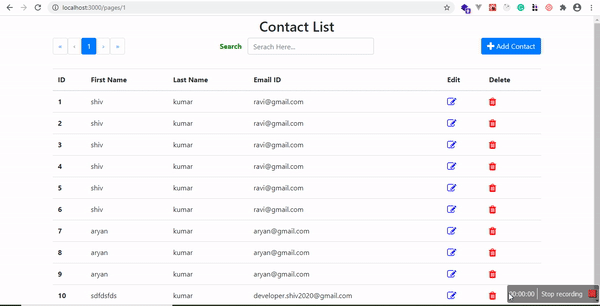 localhost:3000/pages/1
Contact List
« ‹ 1 › » Search Serach Here... Add Contact
ID First Name Last Name Email ID Edit Delete
1 shiv kumar ravi@gmail.com
2 shiv kumar ravi@gmail.com
3 shiv kumar ravi@gmail.com
4 shiv kumar ravi@gmail.com
5 shiv kumar ravi@gmail.com
6 shiv kumar ravi@gmail.com
7 aryan kumar aryan@gmail.com
8 aryan kumar aryan@gmail.com
9 aryan kumar aryan@gmail.com
10 sdfdsfds kumar developer.shiv2020@gmail.com
00:00:00 Stop recording